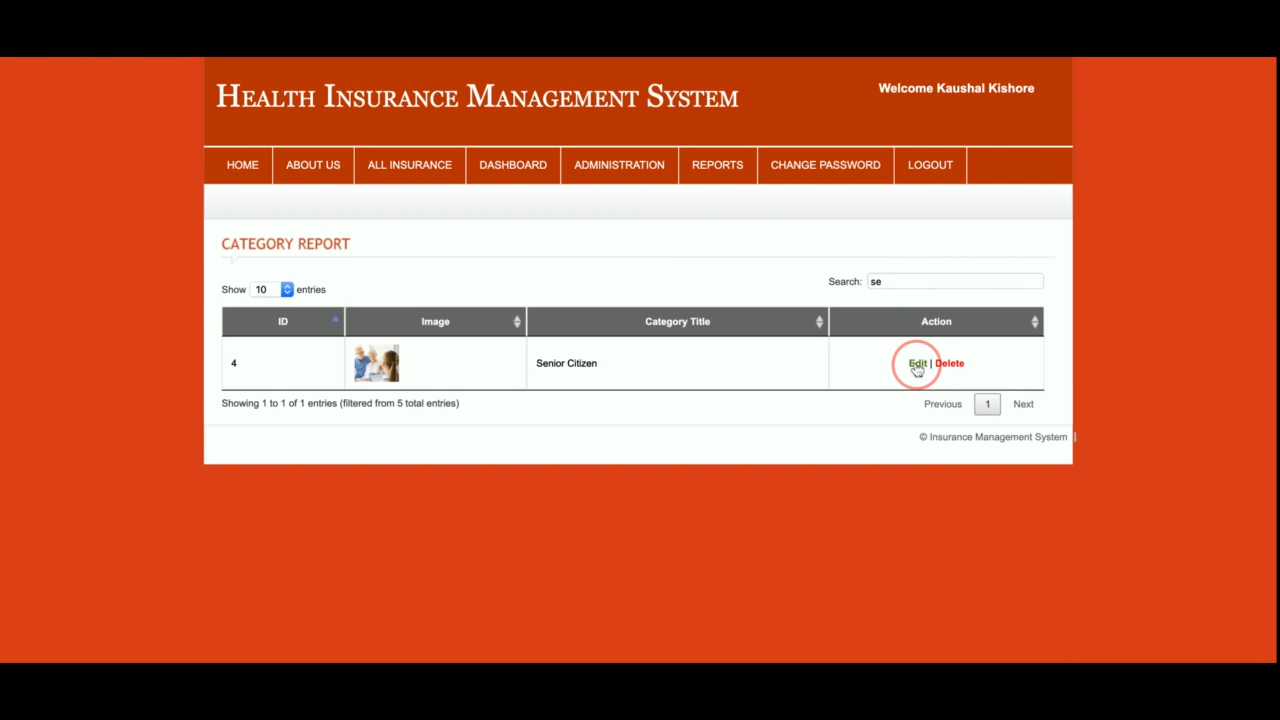 HEALTH INSURANCE MANAGEMENT SYSTEM
Welcome Kaushal Kishore
HOME ABOUT US ALL INSURANCE DASHBOARD ADMINISTRATION REPORTS CHANGE PASSWORD LOGOUT
CATEGORY REPORT
Show 10 entries
Search: se
ID Image Category Title Action
4 Senior Citizen Edit | Delete
Showing 1 to 1 of 1 entries (filtered from 5 total entries)
Previous 1 Next
© Insurance Management System |